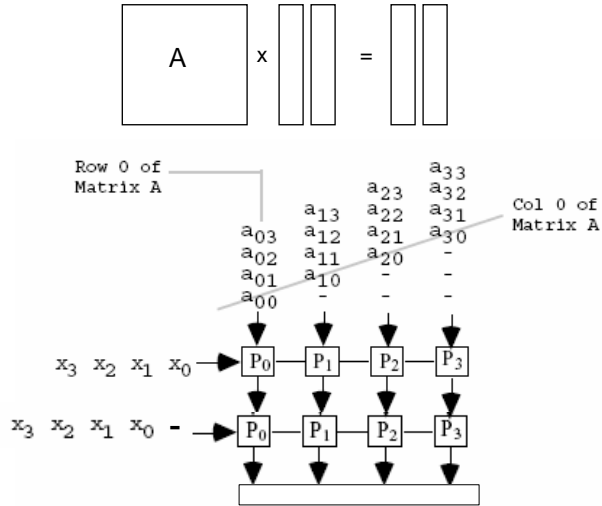 A x =
Row 0 of
Matrix A
Col 0 of
Matrix A
a33
a23 a32
a13 a22 a31
a03 a12 a21 a30
a02 a11 a20 -
a01 a10 - -
a00 - - -
x3 x2 x1 x0 P0 P1 P2 P3
x3 x2 x1 x0 - P0 P1 P2 P3